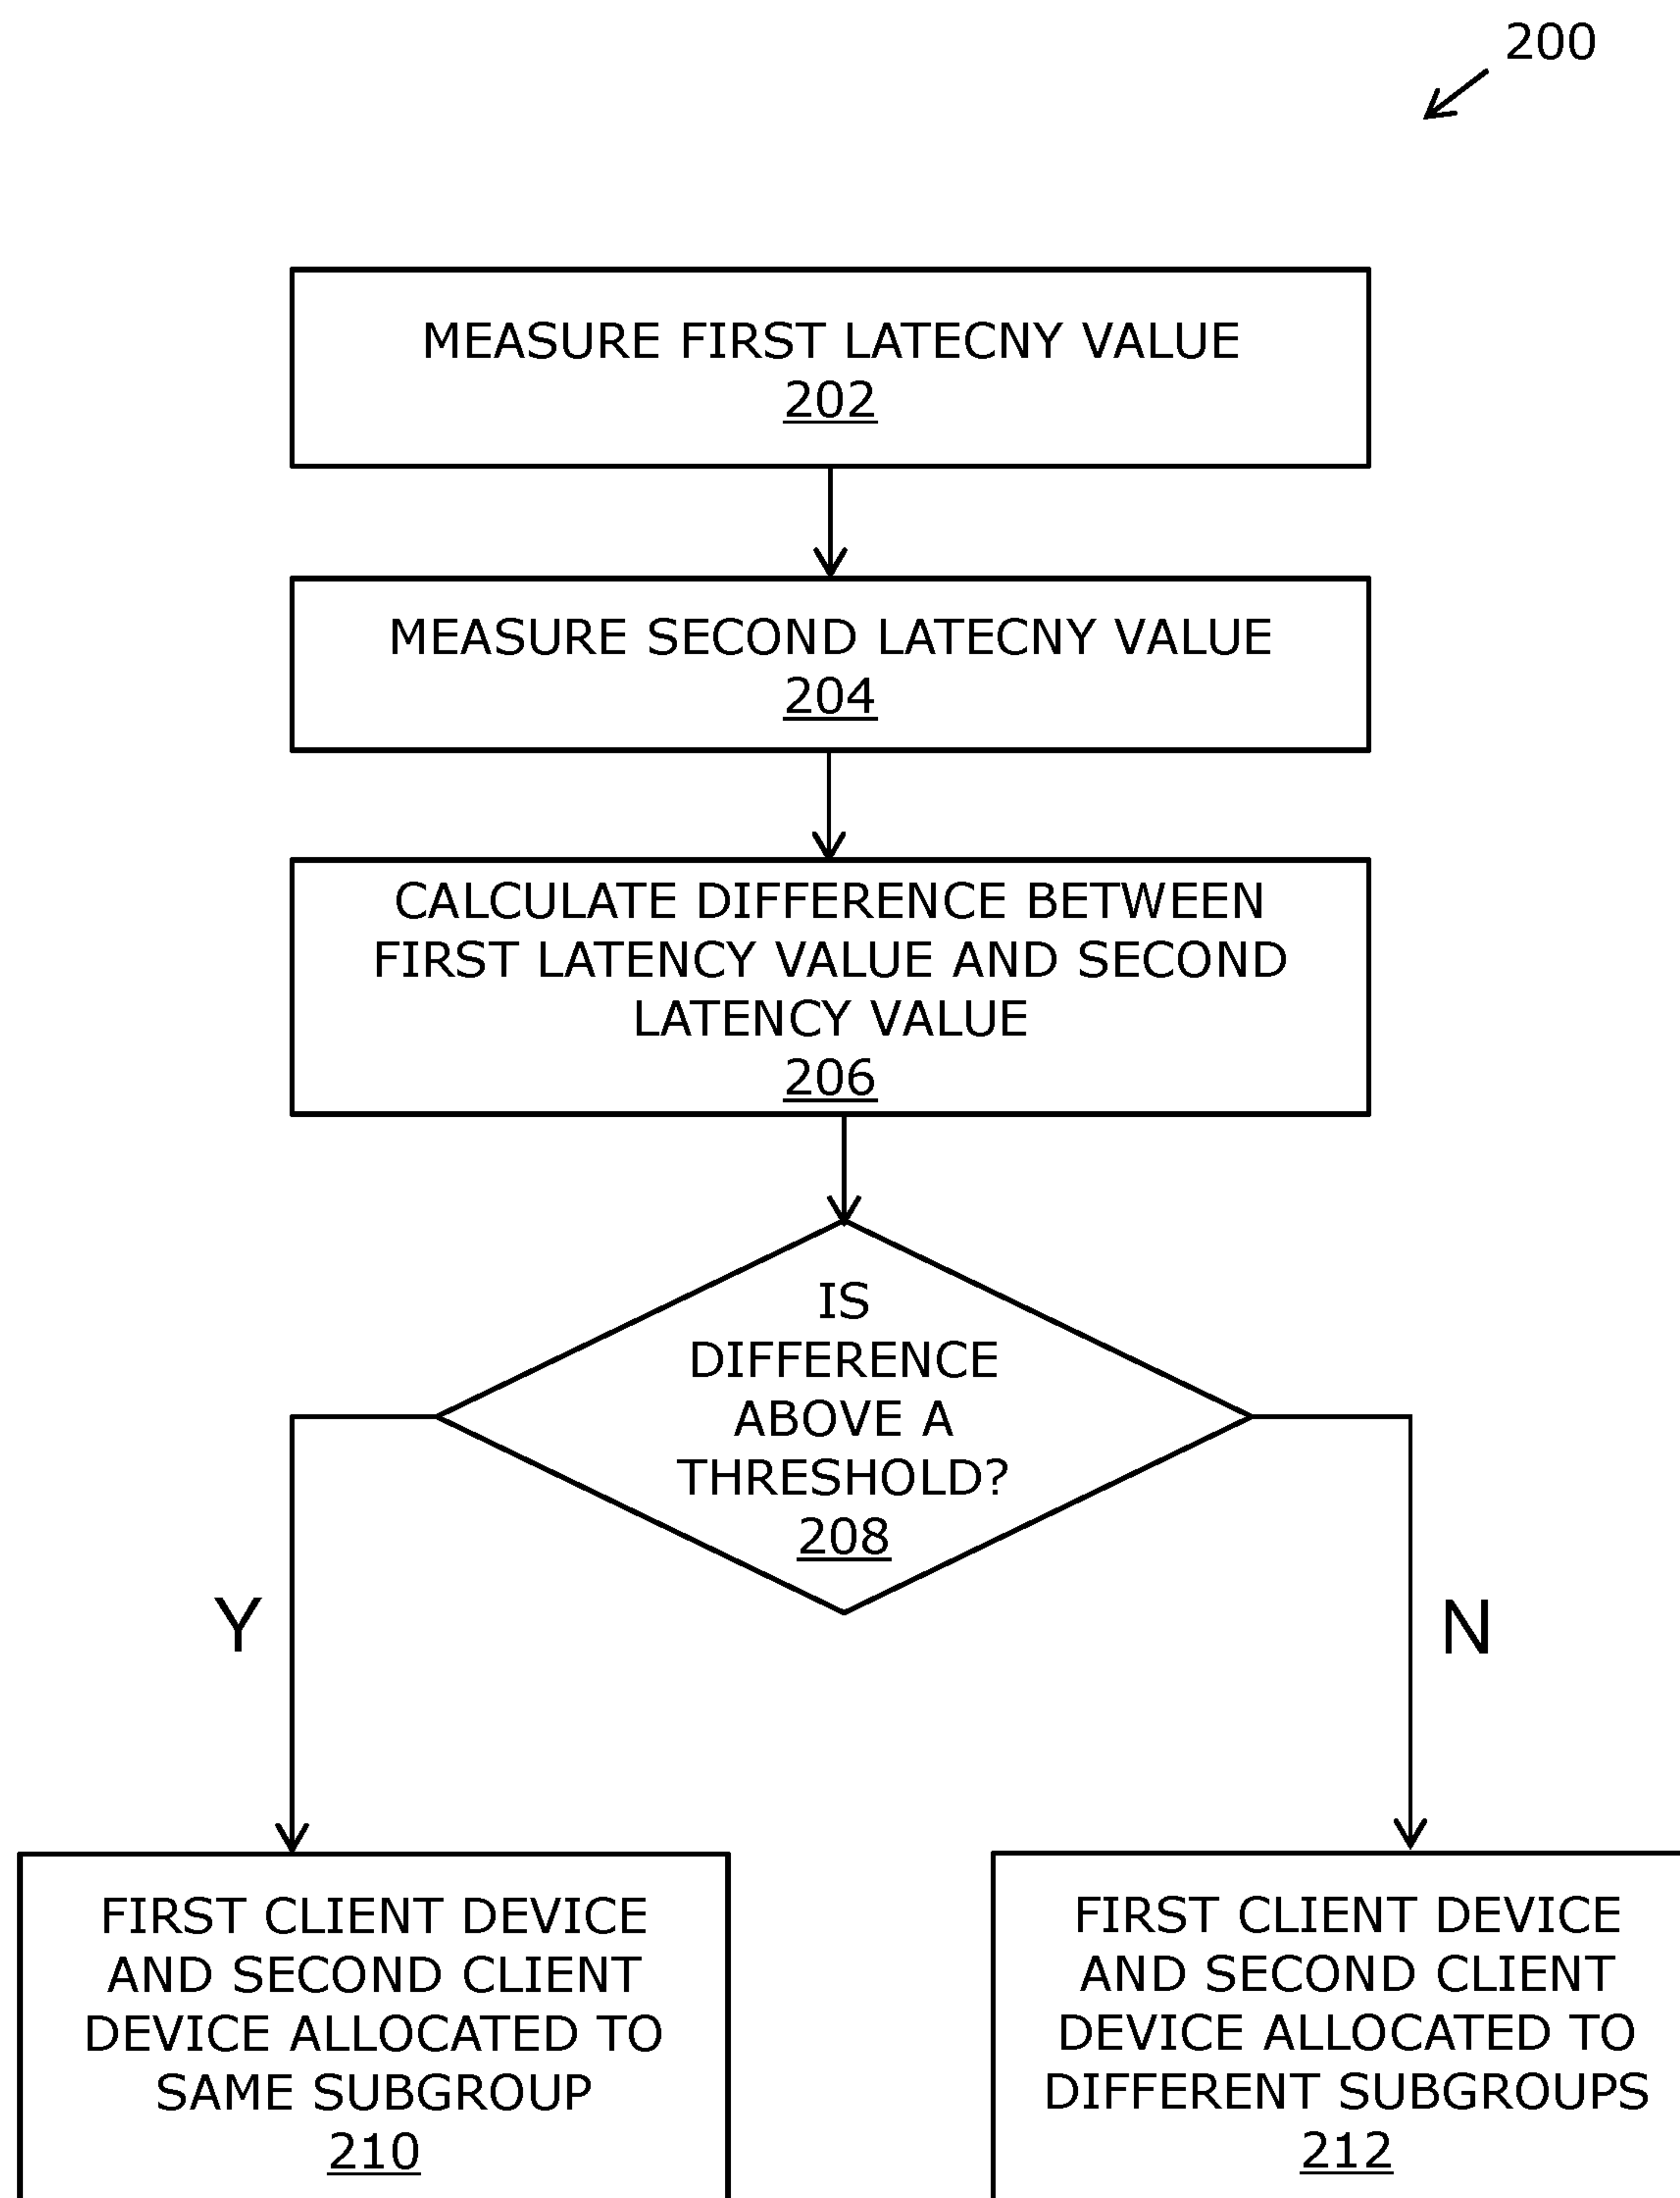 200
MEASURE FIRST LATECNY VALUE
202
MEASURE SECOND LATECNY VALUE
204
CALCULATE DIFFERENCE BETWEEN
FIRST LATENCY VALUE AND SECOND
LATENCY VALUE
206
IS
DIFFERENCE
ABOVE A
THRESHOLD?
208
Y
N
FIRST CLIENT DEVICE
AND SECOND CLIENT
DEVICE ALLOCATED TO
SAME SUBGROUP
210
FIRST CLIENT DEVICE
AND SECOND CLIENT
DEVICE ALLOCATED TO
DIFFERENT SUBGROUPS
212